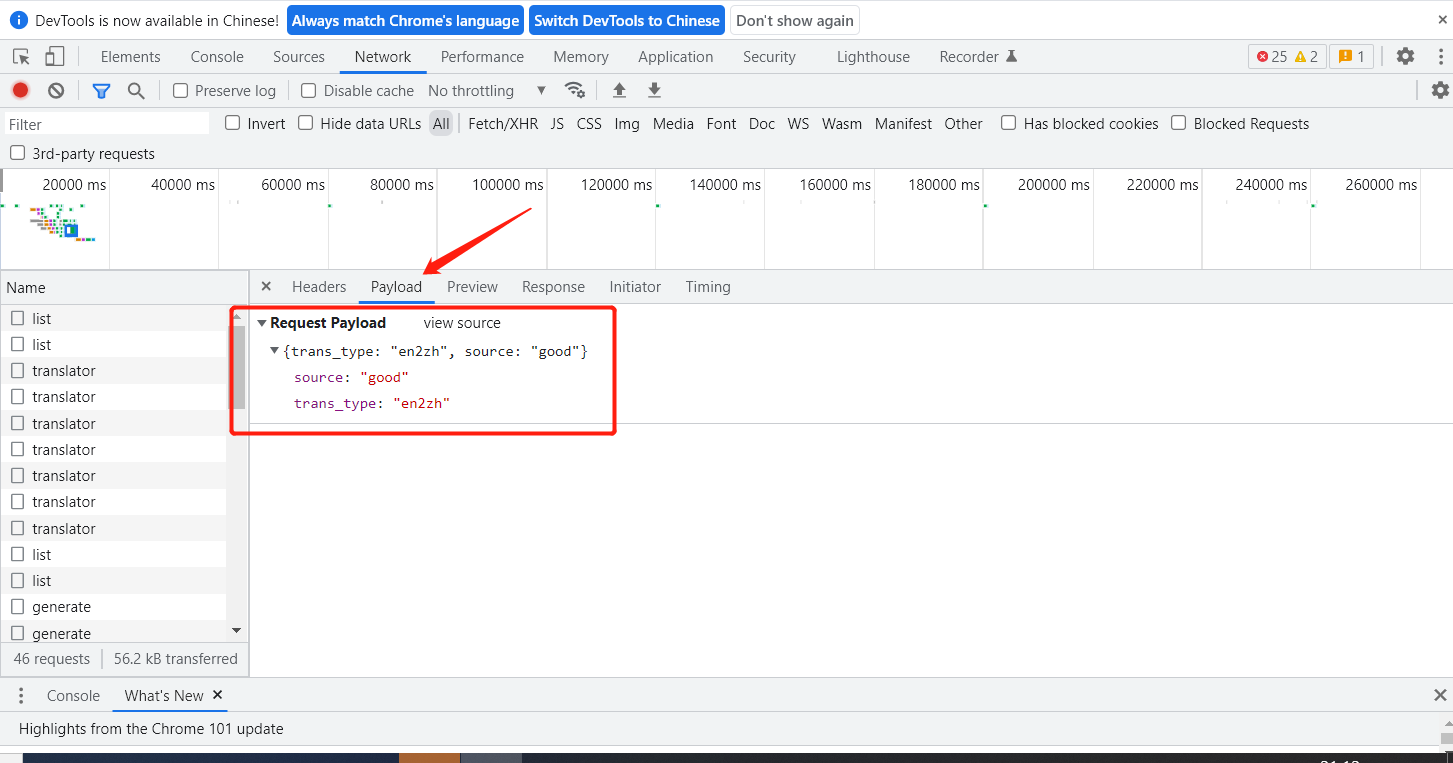 DevTools is now available in Chinese! Always match Chrome's language Switch DevTools to Chinese Don't show again
Elements Console Sources Network Performance Memory Application Security Lighthouse Recorder 25 2 1
Preserve log Disable cache No throttling
Filter Invert Hide data URLs All Fetch/XHR JS CSS Img Media Font Doc WS Wasm Manifest Other Has blocked cookies Blocked Requests
3rd-party requests
20000 ms 40000 ms 60000 ms 80000 ms 100000 ms 120000 ms 140000 ms 160000 ms 180000 ms 200000 ms 220000 ms 240000 ms 260000 ms
Name
Headers Payload Preview Response Initiator Timing
list
list
translator
translator
translator
translator
translator
translator
translator
list
list
generate
generate
Request Payload view source
{trans_type: "en2zh", source: "good"}
source: "good"
trans_type: "en2zh"
46 requests 56.2 kB transferred
Console What's New
Highlights from the Chrome 101 update